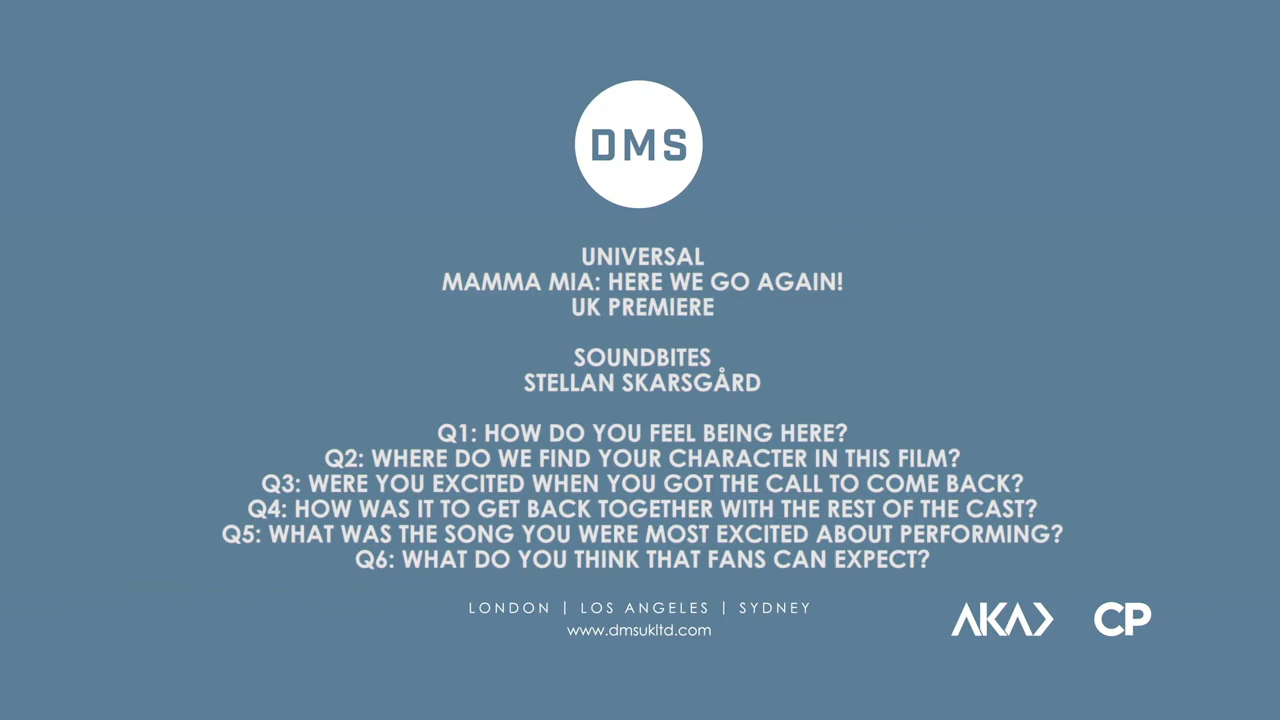 DMS
UNIVERSAL
MAMMA MIA: HERE WE GO AGAIN!
UK PREMIERE
SOUNDBITES
STELLAN SKARSGÅRD
Q1: HOW DO YOU FEEL BEING HERE?
Q2: WHERE DO WE FIND YOUR CHARACTER IN THIS FILM?
Q3: WERE YOU EXCITED WHEN YOU GOT THE CALL TO COME BACK?
Q4: HOW WAS IT TO GET BACK TOGETHER WITH THE REST OF THE CAST?
Q5: WHAT WAS THE SONG YOU WERE MOST EXCITED ABOUT PERFORMING?
Q6: WHAT DO YOU THINK THAT FANS CAN EXPECT?
LONDON | LOS ANGELES | SYDNEY
www.dmsukltd.com
AKA
CP